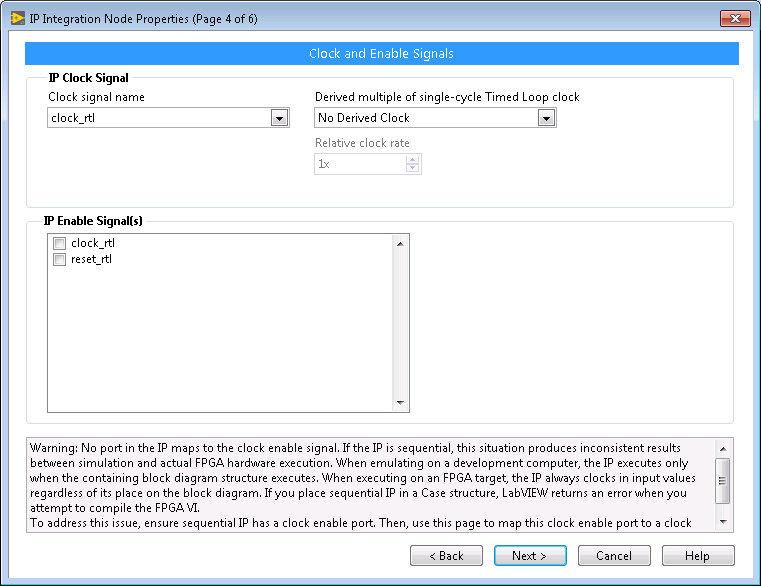 IP Integration Node Properties (Page 4 of 6)
Clock and Enable Signals
IP Clock Signal
Clock signal name
Derived multiple of single-cycle Timed Loop clock
clock_rtl
No Derived Clock
Relative clock rate
1x
IP Enable Signal(s)
clock_rtl
reset_rtl
Warning: No port in the IP maps to the clock enable signal. If the IP is sequential, this situation produces inconsistent results
between simulation and actual FPGA hardware execution. When emulating on a development computer, the IP executes only
when the containing block diagram structure executes. When executing on an FPGA target, the IP always clocks in input values
regardless of its place on the block diagram. If you place sequential IP in a Case structure, LabVIEW returns an error when you
attempt to compile the FPGA VI.
To address this issue, ensure sequential IP has a clock enable port. Then, use this page to map this clock enable port to a clock
< Back
Next >
Cancel
Help